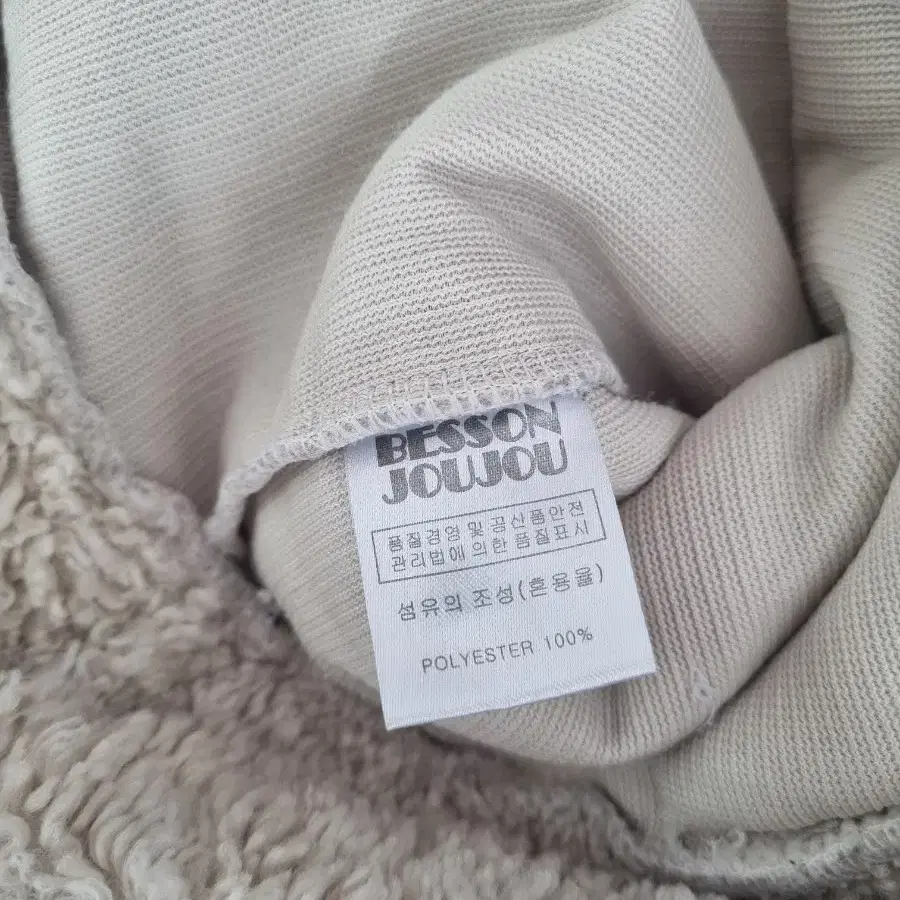 BESSON
JOUJOU
품질경영 및 공산품안전
관리법에 의한 품질표시
섬유의 조성(혼용율)
POLYESTER 100%